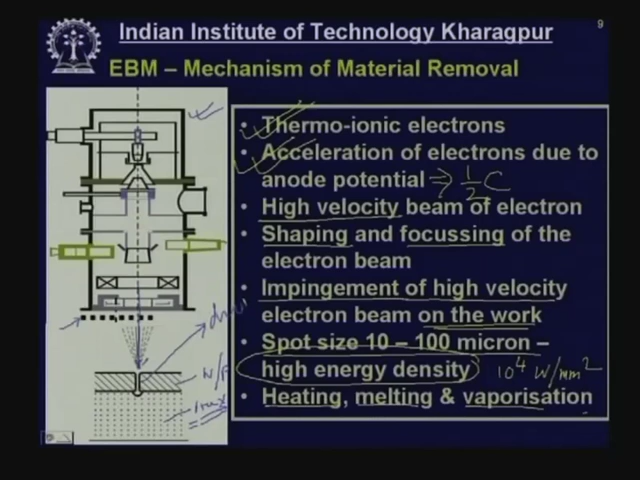 9
Indian Institute of Technology Kharagpur
EBM – Mechanism of Material Removal
• Thermo-ionic electrons
• Acceleration of electrons due to
anode potential ⇒ 1/2 C
• High velocity beam of electron
• Shaping and focussing of the
electron beam
• Impingement of high velocity
electron beam on the work
• Spot size 10 – 100 micron –
high energy density 10⁴ W/mm²
• Heating, melting & vaporisation
W/P